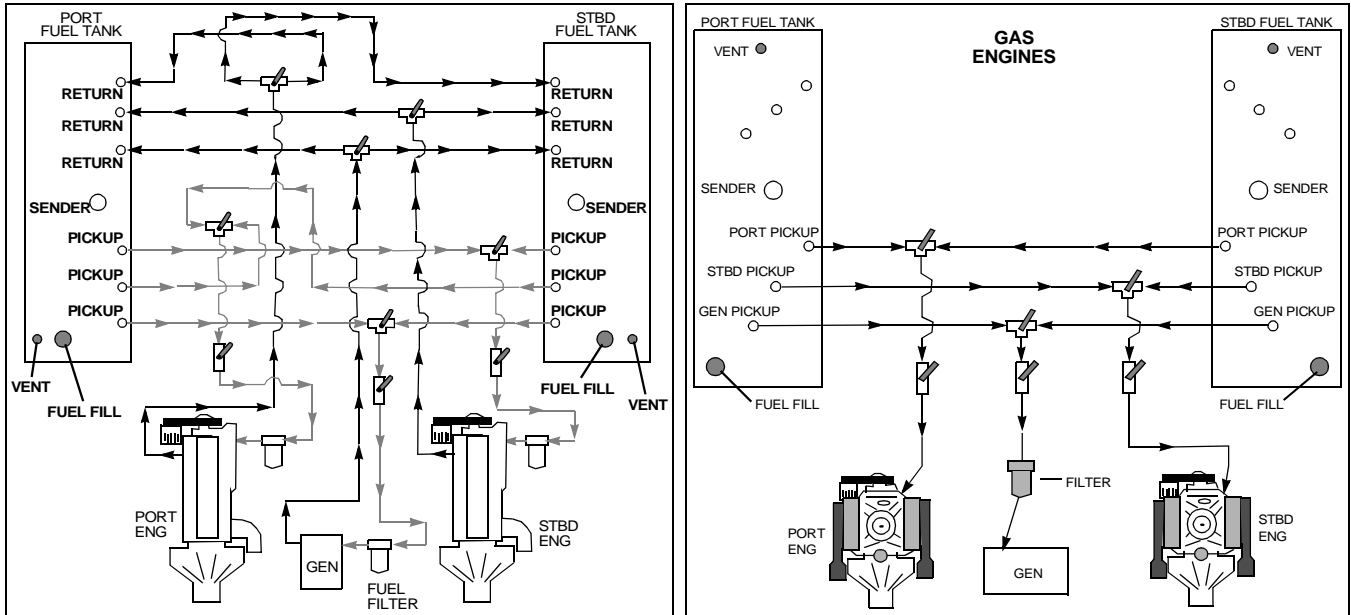 PORT
FUEL TANK
STBD
FUEL TANK
RETURN
RETURN
RETURN
RETURN
RETURN
RETURN
SENDER
SENDER
PICKUP
PICKUP
PICKUP
PICKUP
PICKUP
PICKUP
VENT
FUEL FILL
FUEL FILL
VENT
PORT
ENG
GEN
FUEL
FILTER
STBD
ENG
PORT FUEL TANK
STBD FUEL TANK
GAS
ENGINES
VENT
VENT
SENDER
SENDER
PORT PICKUP
PORT PICKUP
STBD PICKUP
STBD PICKUP
GEN PICKUP
GEN PICKUP
FUEL FILL
FUEL FILL
FILTER
PORT
ENG
GEN
STBD
ENG